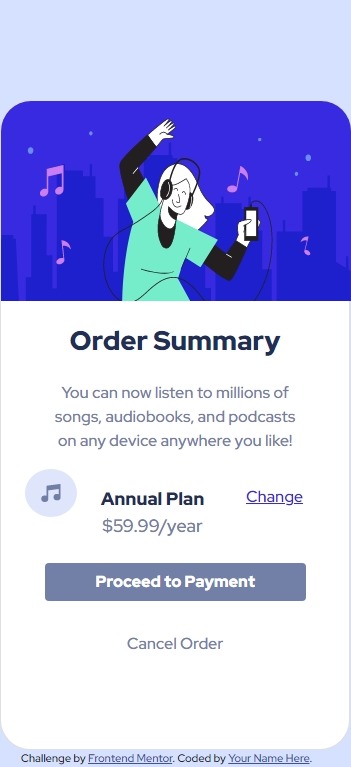 Order Summary
You can now listen to millions of
songs, audiobooks, and podcasts
on any device anywhere you like!
Annual Plan
Change
$59.99/year
Proceed to Payment
Cancel Order
Challenge by Frontend Mentor. Coded by Your Name Here.